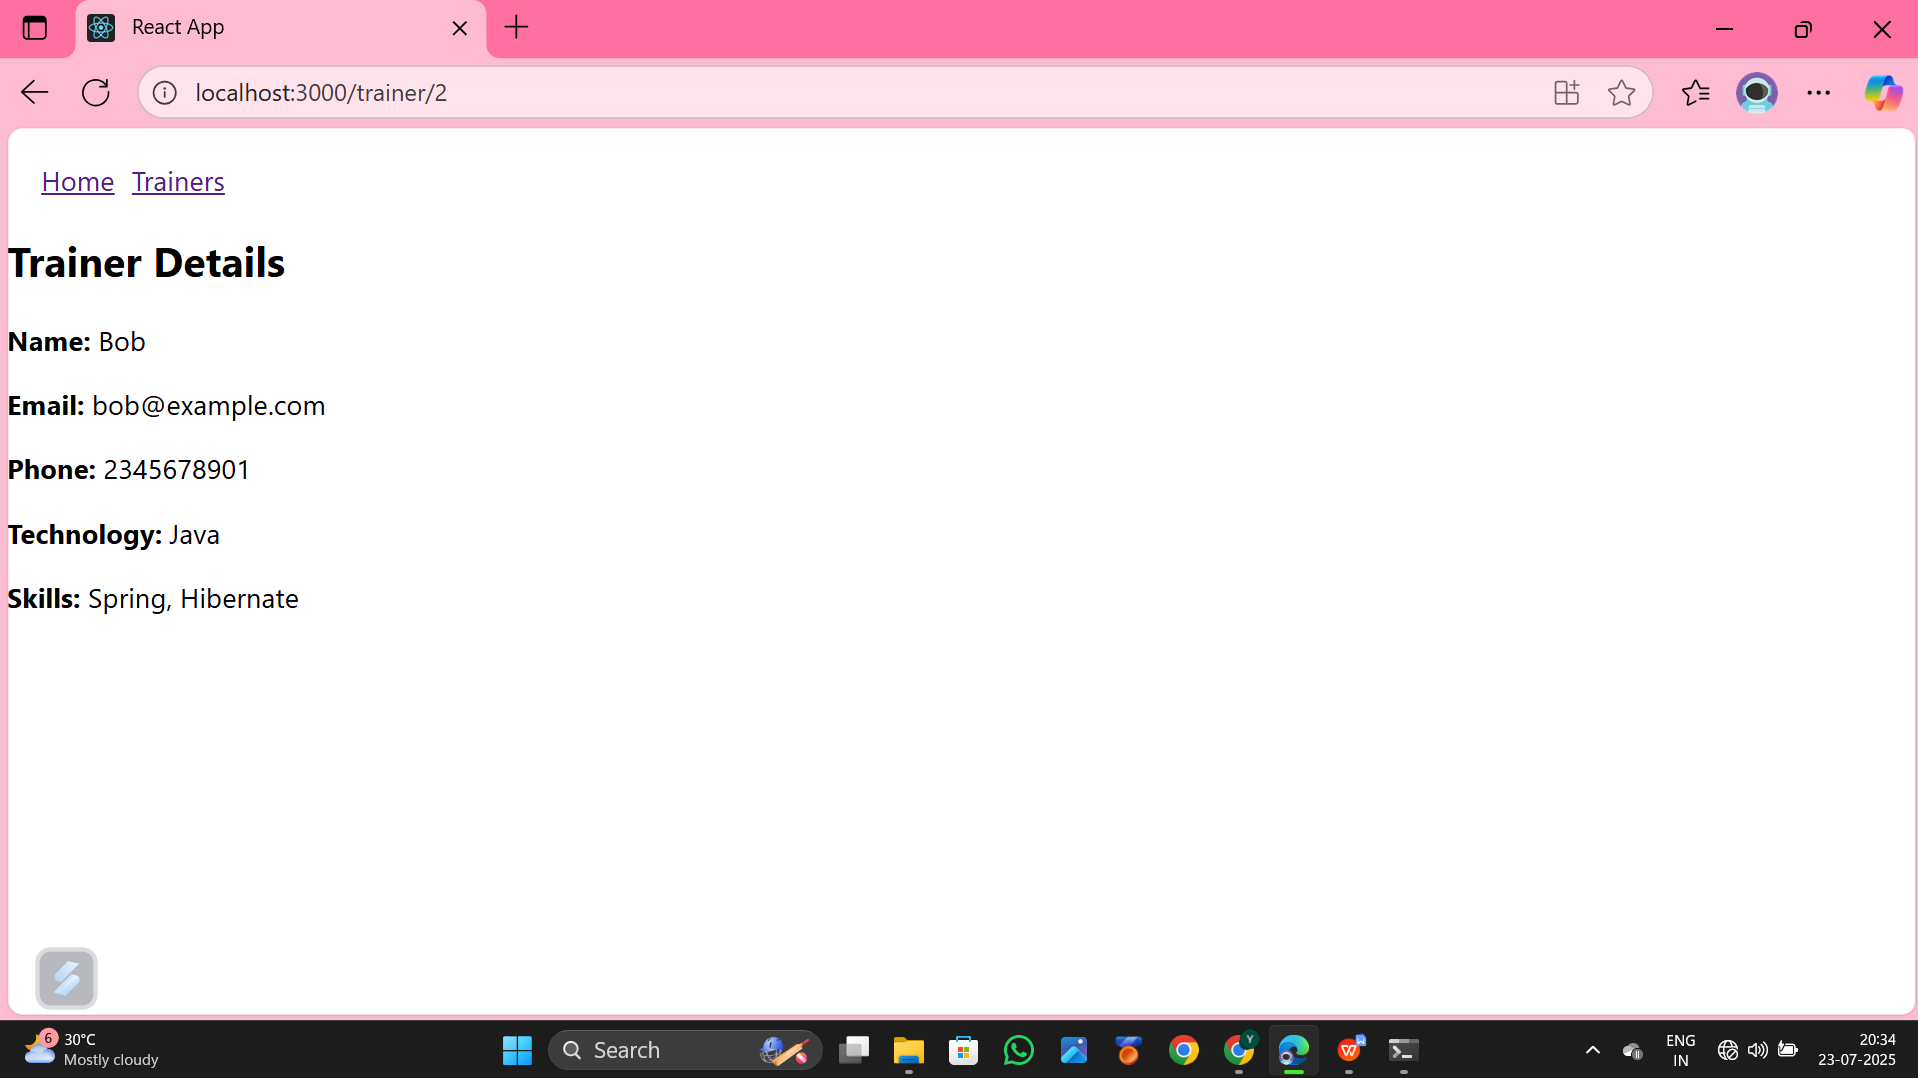 React App
localhost:3000/trainer/2
Home Trainers
Trainer Details
Name: Bob
Email: bob@example.com
Phone: 2345678901
Technology: Java
Skills: Spring, Hibernate
6
30°C
Mostly cloudy
Search
Y
W
W
ENG
IN
20:34
23-07-2025